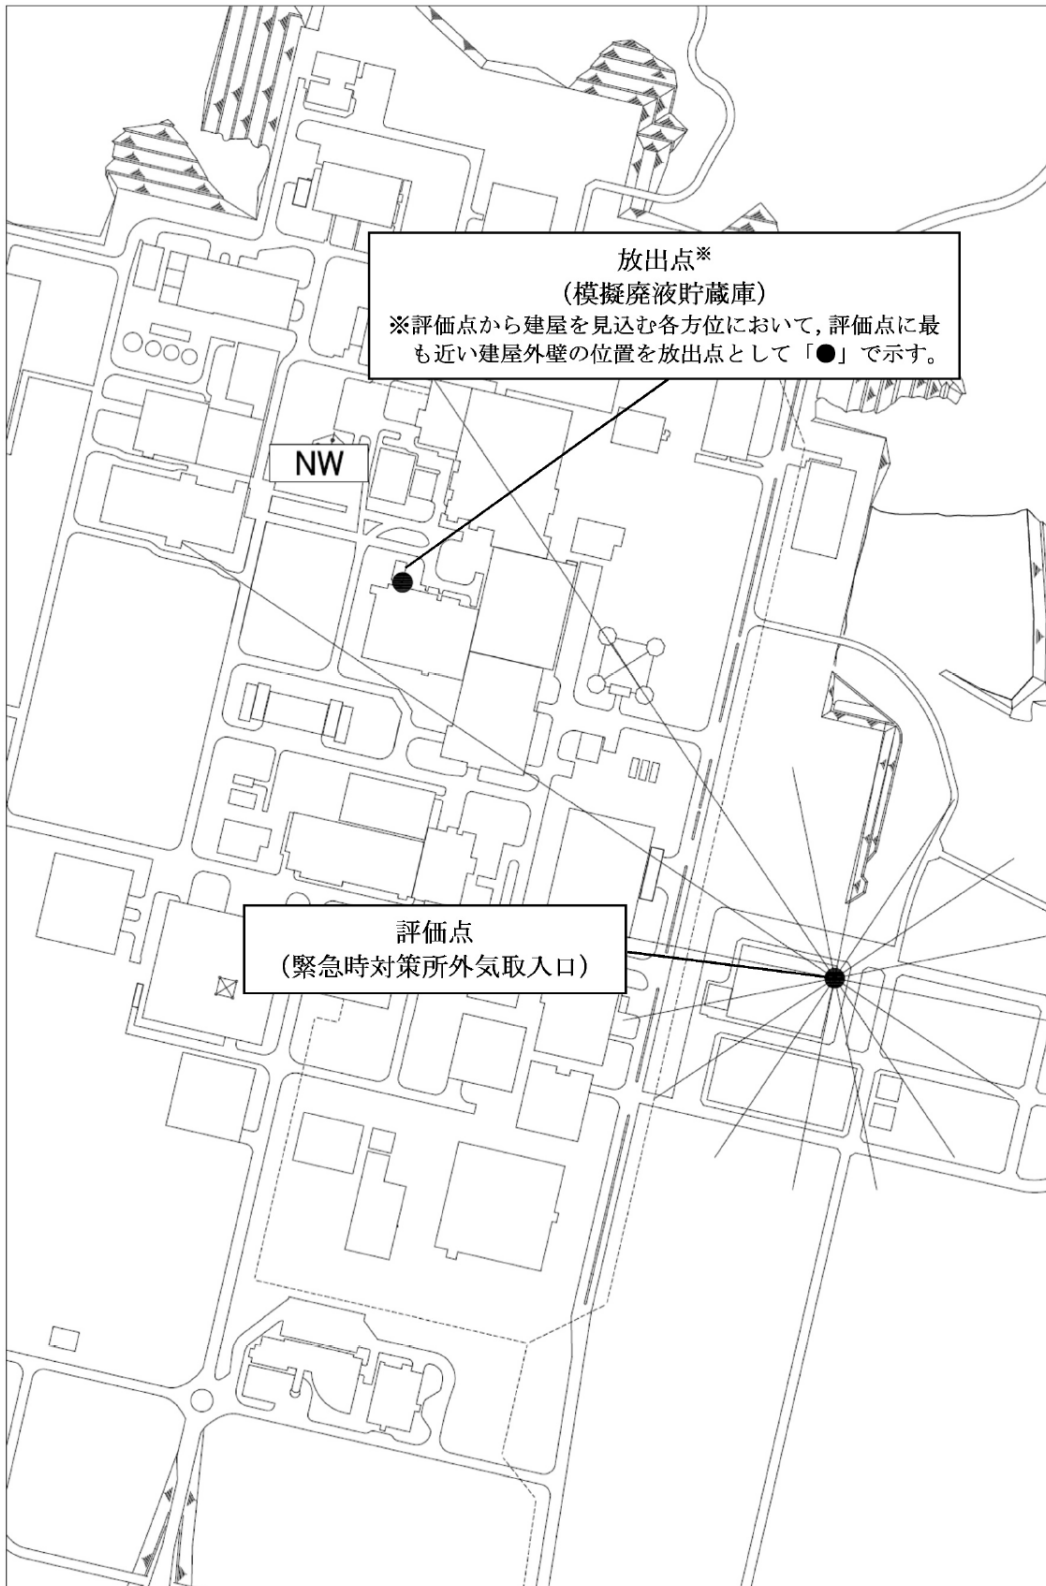 放出点※
（模擬廃液貯蔵庫）
※評価点から建屋を見込む各方位において，評価点に最
も近い建屋外壁の位置を放出点として「●」で示す。
NW
評価点
（緊急時対策所外気取入口）